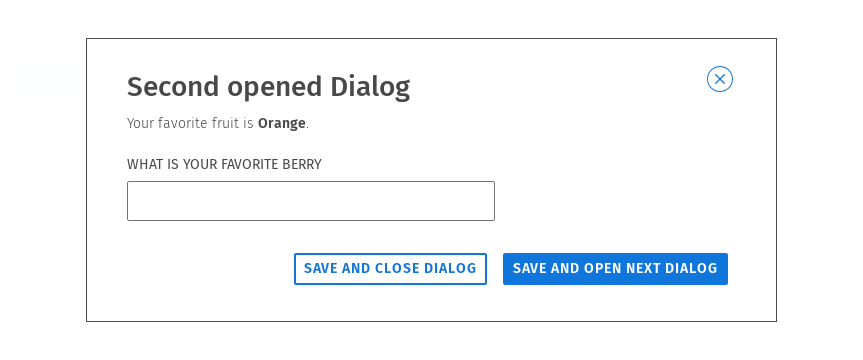 Second opened Dialog
Your favorite fruit is Orange.
WHAT IS YOUR FAVORITE BERRY
SAVE AND CLOSE DIALOG
SAVE AND OPEN NEXT DIALOG